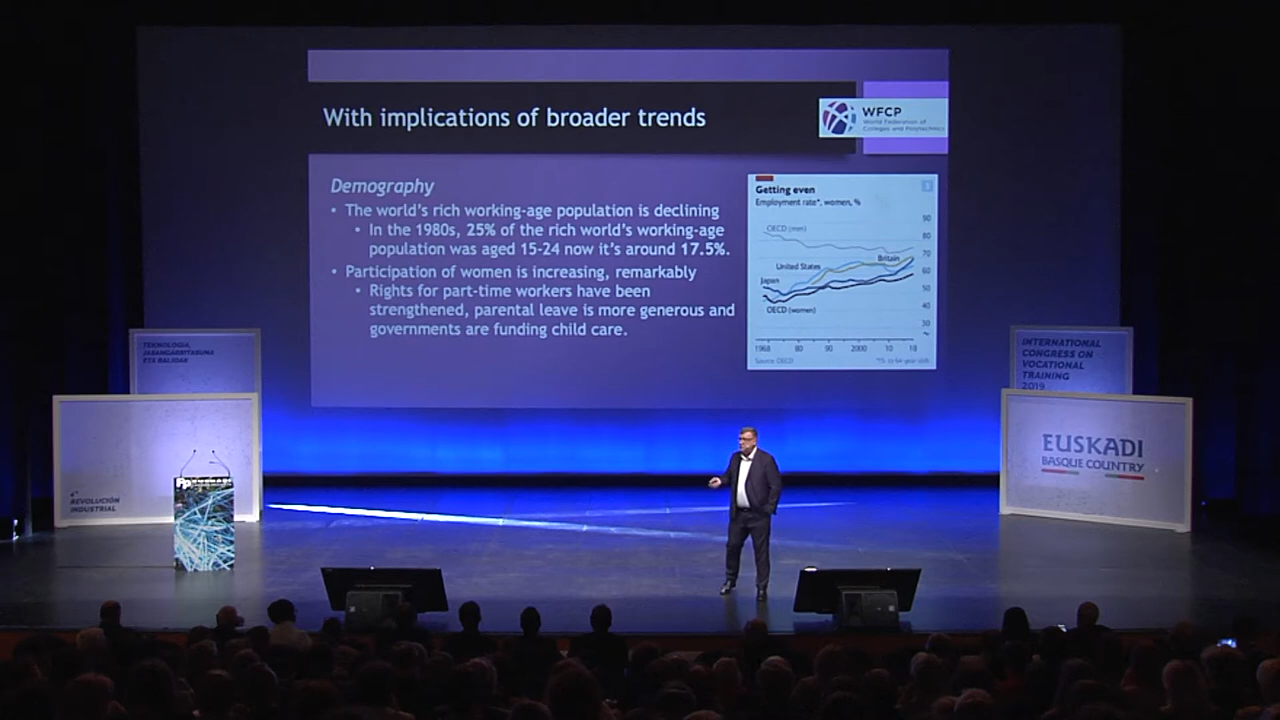 With implications of broader trends
WFCP
World Federation of
Colleges and Polytechnics
Demography
• The world's rich working-age population is declining
• In the 1980s, 25% of the rich world's working-age
population was aged 15-24 now it's around 17.5%.
• Participation of women is increasing, remarkably
• Rights for part-time workers have been
strengthened, parental leave is more generous and
governments are funding child care.
Getting even
Employment rate*, women, %
90
OECD (men)
80
70
Britain
United States
60
Japan
50
OECD (women)
40
30
1968 80 90 2000 10 18
Source: OECD
TEKNOLOGIA,
JASANGARRITASUNA
ETA BALIOAK
4ª
REVOLUCIÓN
INDUSTRIAL
INTERNATIONAL
CONGRESS ON
VOCATIONAL
TRAINING
2019
EUSKADI
BASQUE COUNTRY